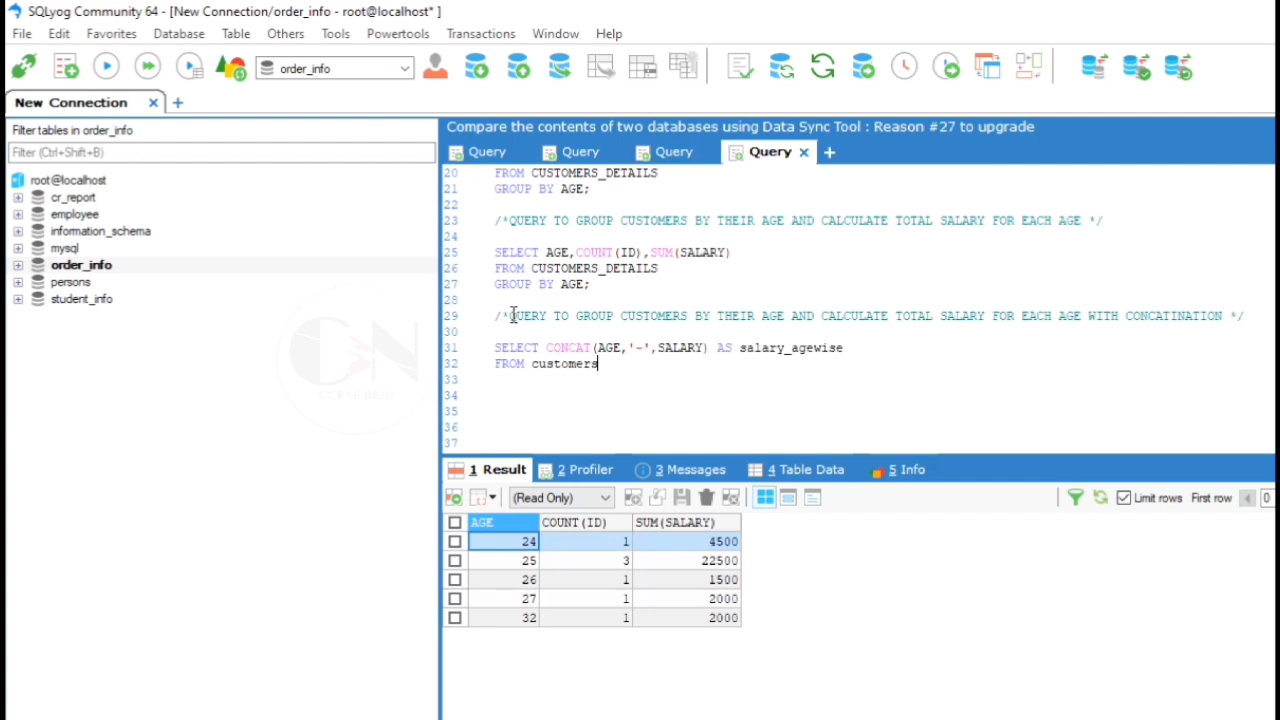 SQLyog Community 64 - [New Connection/order_info - root@localhost* ]
File Edit Favorites Database Table Others Tools Powertools Transactions Window Help
order_info
New Connection
Filter tables in order_info
Filter (Ctrl+Shift+B)
root@localhost
cr_report
employee
information_schema
mysql
order_info
persons
student_info
Compare the contents of two databases using Data Sync Tool : Reason #27 to upgrade
Query Query Query Query
20 FROM CUSTOMERS_DETAILS
21 GROUP BY AGE;
22
23 /*QUERY TO GROUP CUSTOMERS BY THEIR AGE AND CALCULATE TOTAL SALARY FOR EACH AGE */
24
25 SELECT AGE,COUNT(ID),SUM(SALARY)
26 FROM CUSTOMERS_DETAILS
27 GROUP BY AGE;
28
29 /*QUERY TO GROUP CUSTOMERS BY THEIR AGE AND CALCULATE TOTAL SALARY FOR EACH AGE WITH CONCATINATION */
30
31 SELECT CONCAT(AGE,'-',SALARY) AS salary_agewise
32 FROM customers
33
34
35
36
37
1 Result 2 Profiler 3 Messages 4 Table Data 5 Info
(Read Only) Limit rows First row 0
AGE COUNT(ID) SUM(SALARY)
24 1 4500
25 3 22500
26 1 1500
27 1 2000
32 1 2000